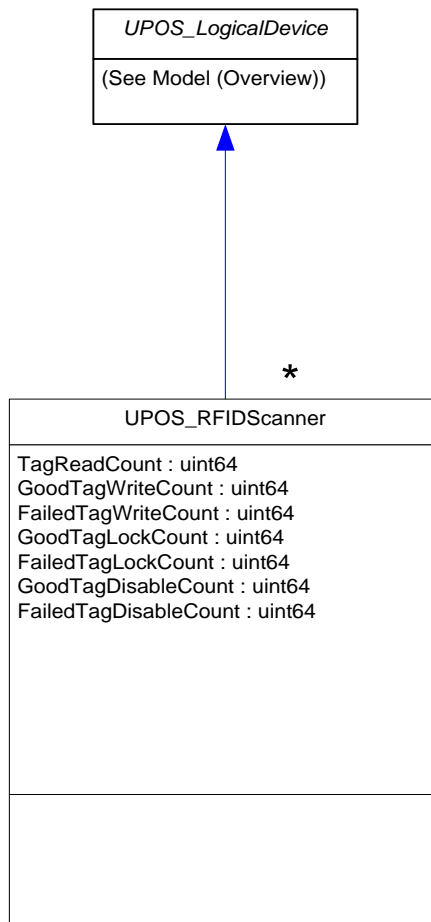 UPOS_LogicalDevice
(See Model (Overview))
*
UPOS_RFIDScanner
TagReadCount : uint64
GoodTagWriteCount : uint64
FailedTagWriteCount : uint64
GoodTagLockCount : uint64
FailedTagLockCount : uint64
GoodTagDisableCount : uint64
FailedTagDisableCount : uint64